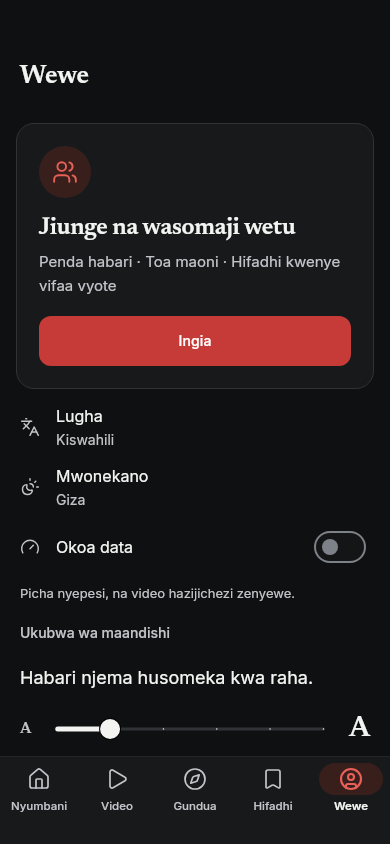 Wewe
Jiunge na wasomaji wetu
Penda habari · Toa maoni · Hifadhi kwenye
vifaa vyote
Ingia
Lugha
Kiswahili
Mwonekano
Giza
Okoa data
Picha nyepesi, na video hazijichezi zenyewe.
Ukubwa wa maandishi
Habari njema husomeka kwa raha.
A A
Nyumbani Video Gundua Hifadhi Wewe